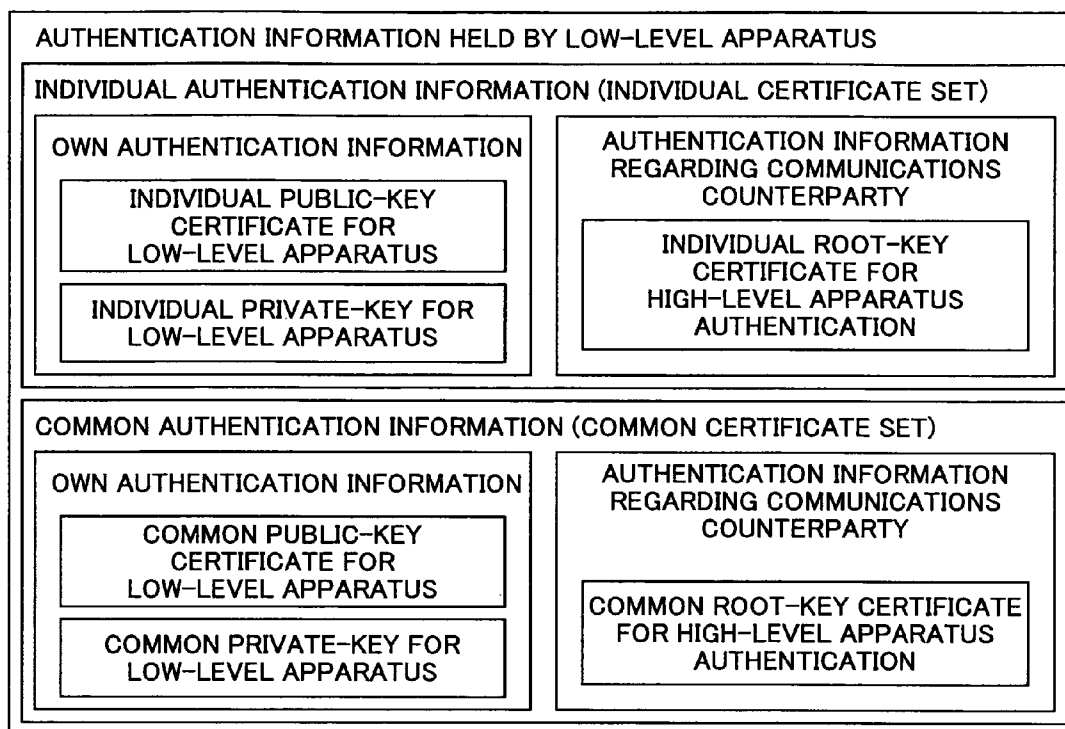 AUTHENTICATION INFORMATION HELD BY LOW-LEVEL APPARATUS
INDIVIDUAL AUTHENTICATION INFORMATION (INDIVIDUAL CERTIFICATE SET)
OWN AUTHENTICATION INFORMATION
INDIVIDUAL PUBLIC-KEY
CERTIFICATE FOR
LOW-LEVEL APPARATUS
INDIVIDUAL PRIVATE-KEY FOR
LOW-LEVEL APPARATUS
AUTHENTICATION INFORMATION
REGARDING COMMUNICATIONS
COUNTERPARTY
INDIVIDUAL ROOT-KEY
CERTIFICATE FOR
HIGH-LEVEL APPARATUS
AUTHENTICATION
COMMON AUTHENTICATION INFORMATION (COMMON CERTIFICATE SET)
OWN AUTHENTICATION INFORMATION
COMMON PUBLIC-KEY
CERTIFICATE FOR
LOW-LEVEL APPARATUS
COMMON PRIVATE-KEY FOR
LOW-LEVEL APPARATUS
AUTHENTICATION INFORMATION
REGARDING COMMUNICATIONS
COUNTERPARTY
COMMON ROOT-KEY CERTIFICATE
FOR HIGH-LEVEL APPARATUS
AUTHENTICATION